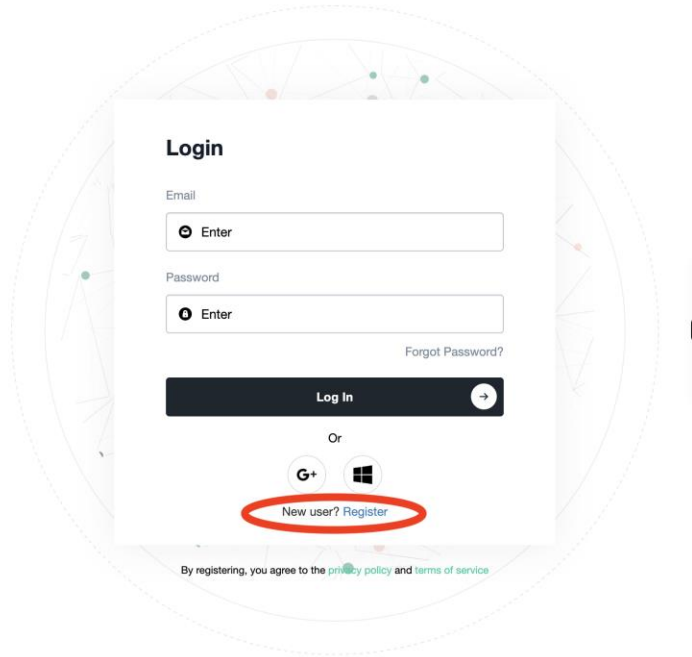 Login
Email
Enter
Password
Enter
Forgot Password?
Log In
Or
G+
New user? Register
By registering, you agree to the privacy policy and terms of service